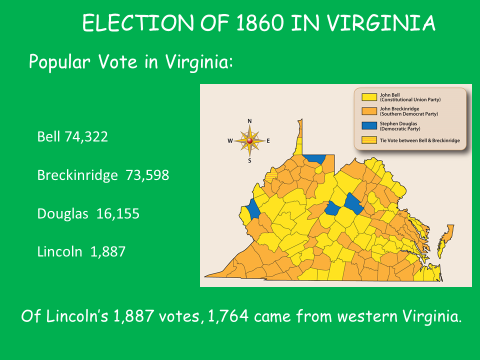 ELECTION OF 1860 IN VIRGINIA
Popular Vote in Virginia:
Bell 74,322
Breckinridge 73,598
Douglas 16,155
Lincoln 1,887
N
W E
S
John Bell
(Constitutional Union Party)
John Breckinridge
(Southern Democrat Party)
Stephen Douglas
(Democratic Party)
Tie Vote between Bell & Breckinridge
Of Lincoln's 1,887 votes, 1,764 came from western Virginia.